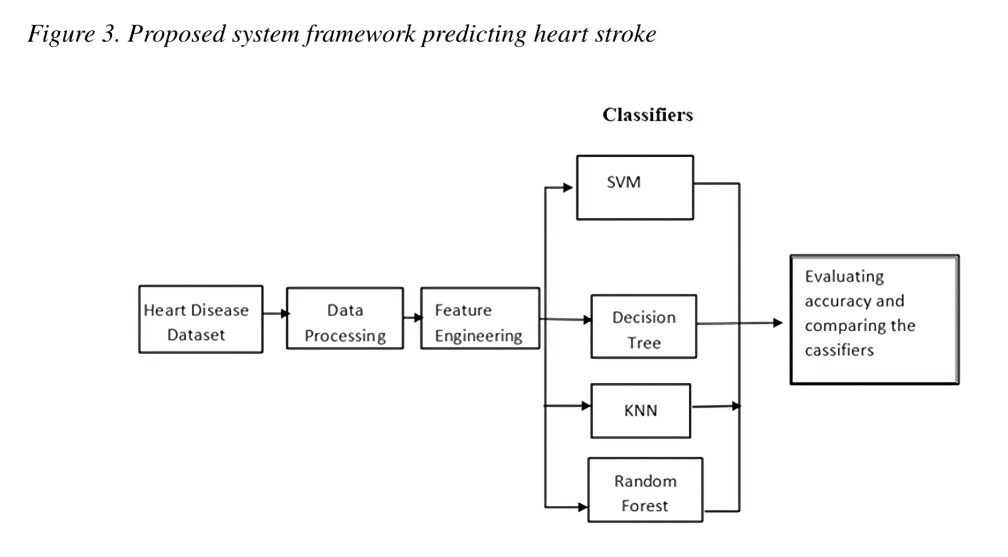 Figure 3. Proposed system framework predicting heart stroke
Classifiers
SVM
Heart Disease
Dataset
Data
Processing
Feature
Engineering
Decision
Tree
KNN
Random
Forest
Evaluating
accuracy and
comparing the
cassifiers